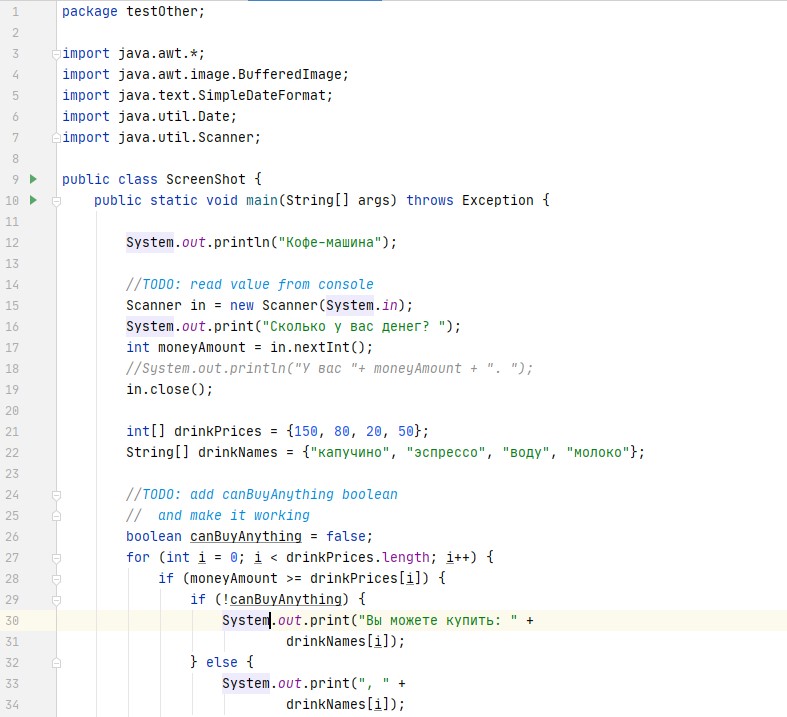 1 package testOther;
2
3 import java.awt.*;
4 import java.awt.image.BufferedImage;
5 import java.text.SimpleDateFormat;
6 import java.util.Date;
7 import java.util.Scanner;
8
9 public class ScreenShot {
10 public static void main(String[] args) throws Exception {
11
12 System.out.println("Кофе-машина");
13
14 //TODO: read value from console
15 Scanner in = new Scanner(System.in);
16 System.out.print("Сколько у вас денег? ");
17 int moneyAmount = in.nextInt();
18 //System.out.println("У вас "+ moneyAmount + ". ");
19 in.close();
20
21 int[] drinkPrices = {150, 80, 20, 50};
22 String[] drinkNames = {"капучино", "эспрессо", "воду", "молоко"};
23
24 //TODO: add canBuyAnything boolean
25 //  and make it working
26 boolean canBuyAnything = false;
27 for (int i = 0; i < drinkPrices.length; i++) {
28 if (moneyAmount >= drinkPrices[i]) {
29 if (!canBuyAnything) {
30 System.out.print("Вы можете купить: " +
31 drinkNames[i]);
32 } else {
33 System.out.print(", " +
34 drinkNames[i]);